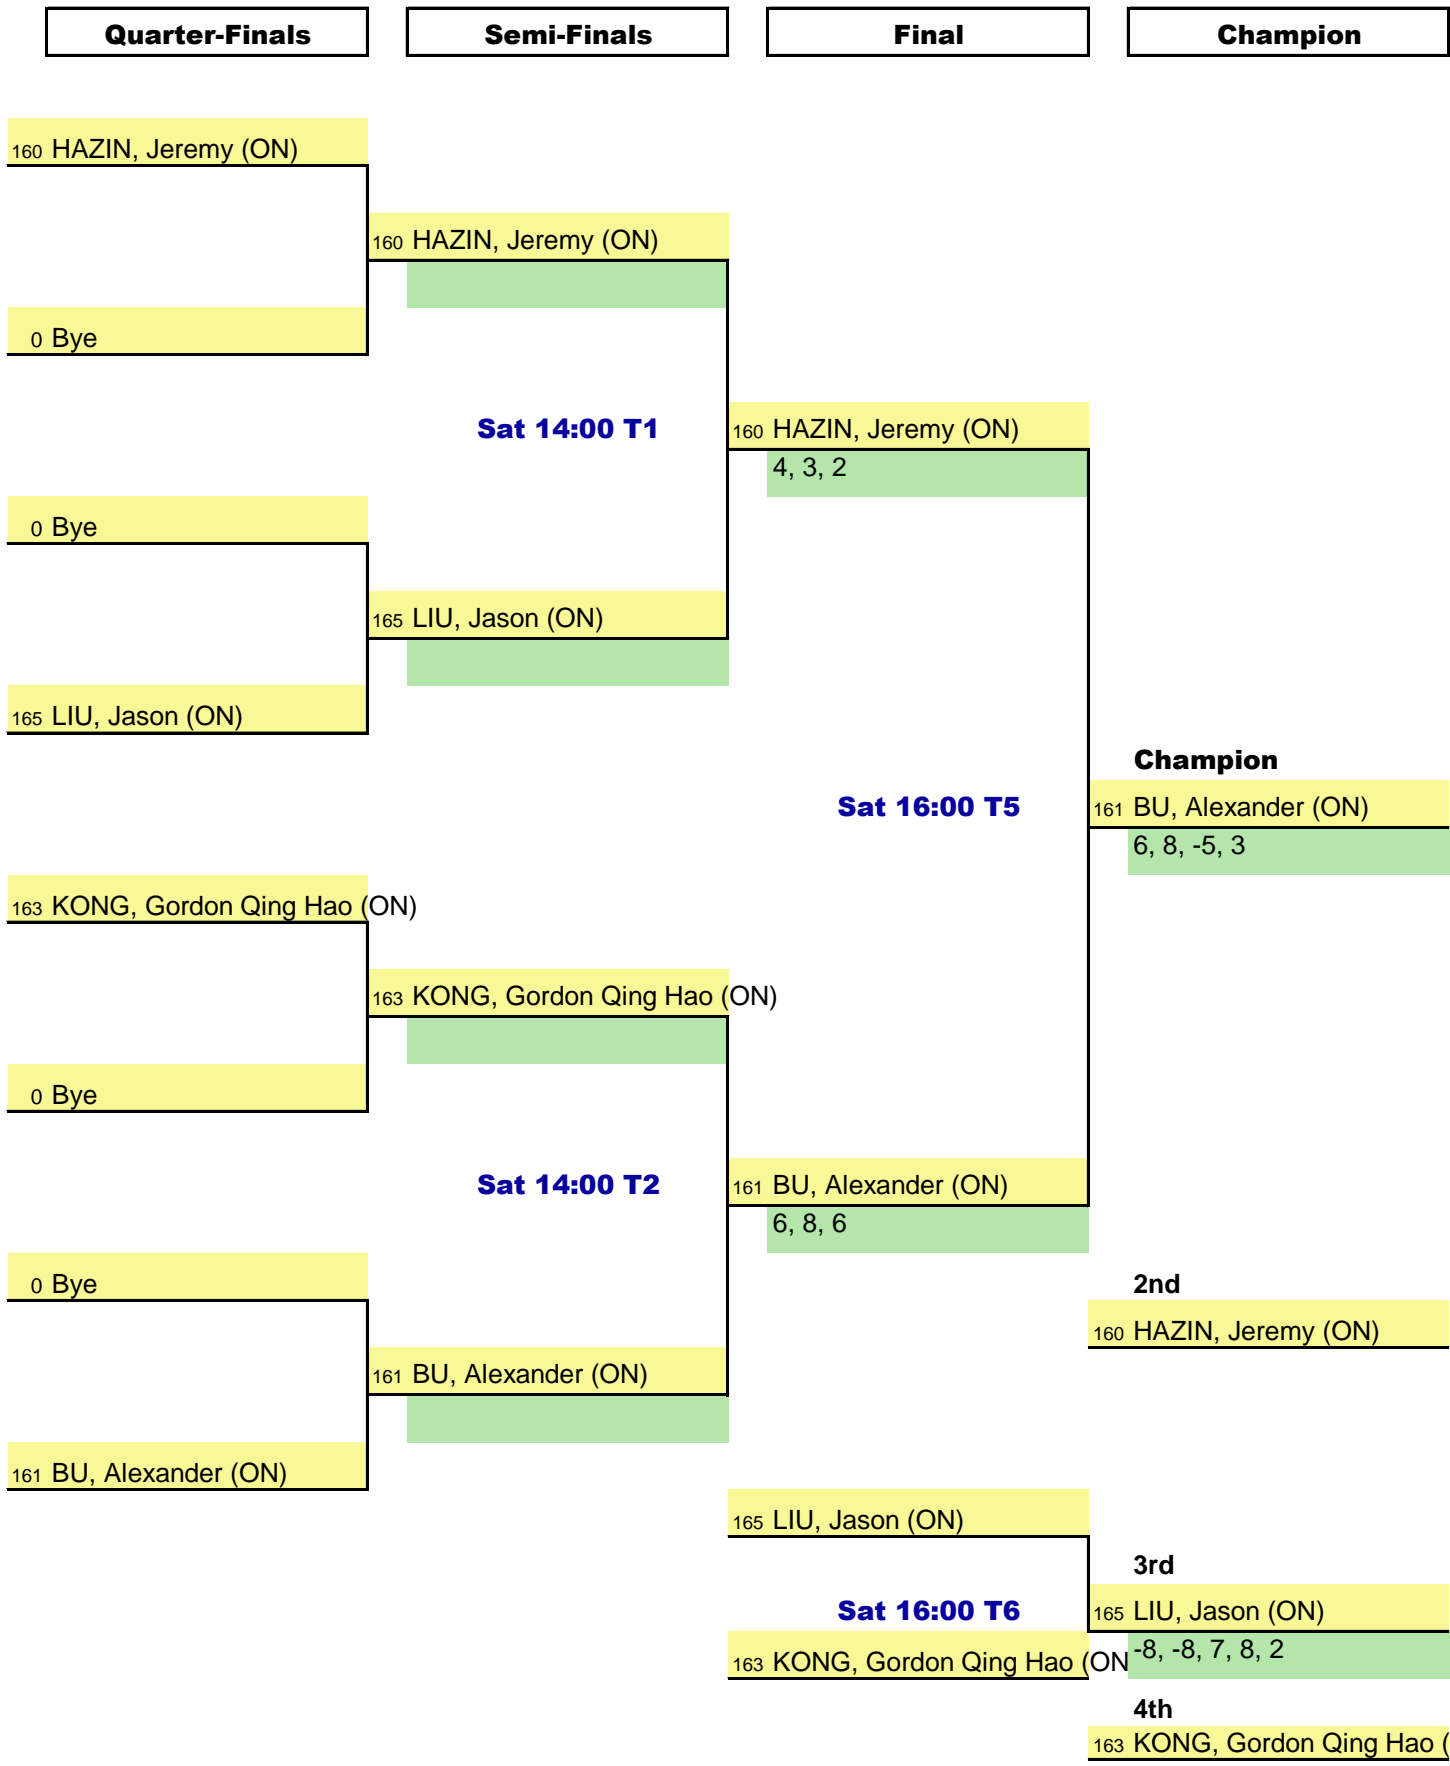 Quarter-Finals Semi-Finals Final Champion
160 HAZIN, Jeremy (ON)
160 HAZIN, Jeremy (ON)
0 Bye
Sat 14:00 T1 160 HAZIN, Jeremy (ON)
4, 3, 2
0 Bye
165 LIU, Jason (ON)
165 LIU, Jason (ON)
Champion
Sat 16:00 T5 161 BU, Alexander (ON)
6, 8, -5, 3
163 KONG, Gordon Qing Hao (ON)
163 KONG, Gordon Qing Hao (ON)
0 Bye
Sat 14:00 T2 161 BU, Alexander (ON)
6, 8, 6
0 Bye 2nd
160 HAZIN, Jeremy (ON)
161 BU, Alexander (ON)
161 BU, Alexander (ON)
165 LIU, Jason (ON)
3rd
Sat 16:00 T6 165 LIU, Jason (ON)
163 KONG, Gordon Qing Hao (ON -8, -8, 7, 8, 2
4th
163 KONG, Gordon Qing Hao (